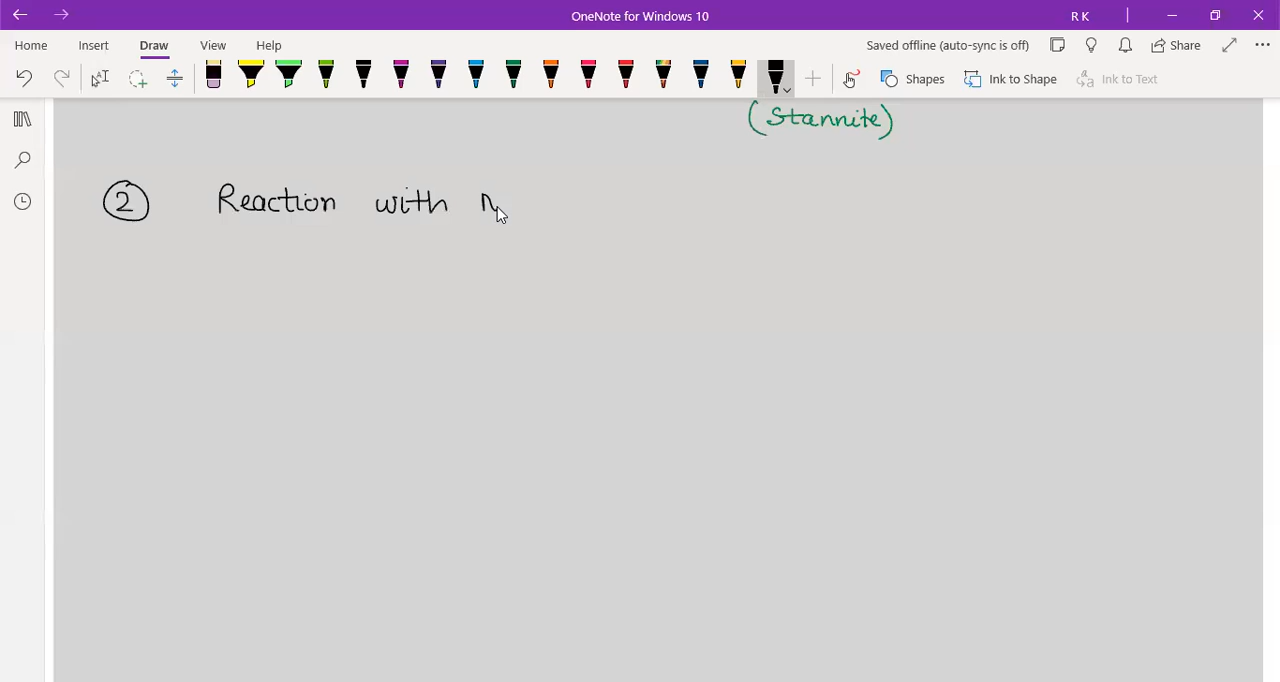 OneNote for Windows 10
R K
Home Insert Draw View Help
Saved offline (auto-sync is off) Share
Shapes Ink to Shape Ink to Text
(Stannite)
2 Reaction with